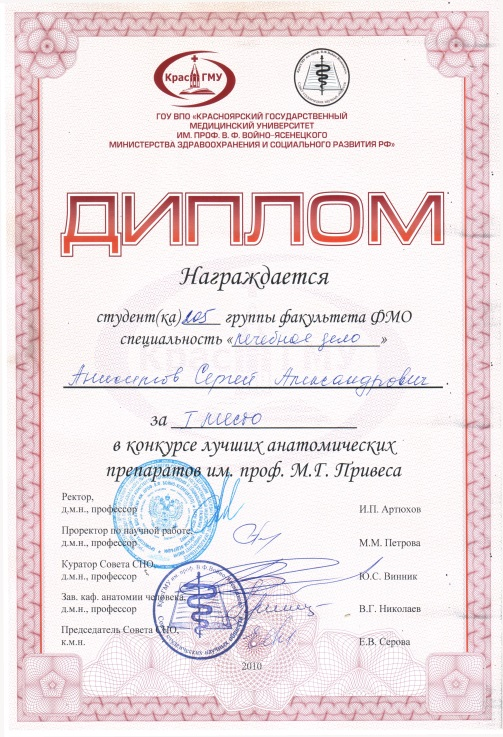 КрасГМУ
ГОУ ВПО «КРАСНОЯРСКИЙ ГОСУДАРСТВЕННЫЙ
МЕДИЦИНСКИЙ УНИВЕРСИТЕТ
ИМ. ПРОФ. В. Ф. ВОЙНО-ЯСЕНЕЦКОГО
МИНИСТЕРСТВА ЗДРАВООХРАНЕНИЯ И СОЦИАЛЬНОГО РАЗВИТИЯ РФ»
ДИПЛОМ
Награждается
студент(ка) 205 группы факультета ФМО
специальность «лечебное дело»
Сергей Александрович
за I место
в конкурсе лучших анатомических
препаратов им. проф. М.Г. Привеса
Ректор,
д.м.н., профессор И.П. Артюхов
Проректор по научной работе,
д.м.н., профессор М.М. Петрова
Куратор Совета СНО,
д.м.н., профессор Ю.С. Винник
Зав. каф. анатомии человека,
д.м.н., профессор В.Г. Николаев
Председатель Совета СНО,
к.м.н. Е.В. Серова
2010